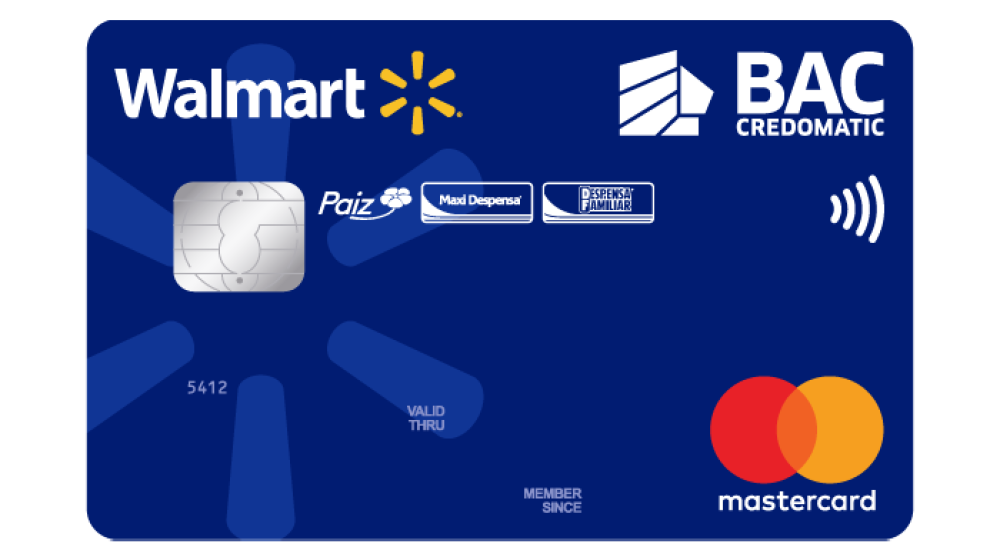 Walmart
BAC
CREDOMATIC
Paiz
Maxi Despensa
DESPENSA
FAMILIAR
5412
VALID
THRU
MEMBER
SINCE
mastercard